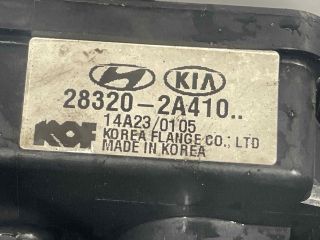 KIA
28320-2A410..
14A23/0105
KOF KOREA FLANGE CO.; LTD
MADE IN KOREA